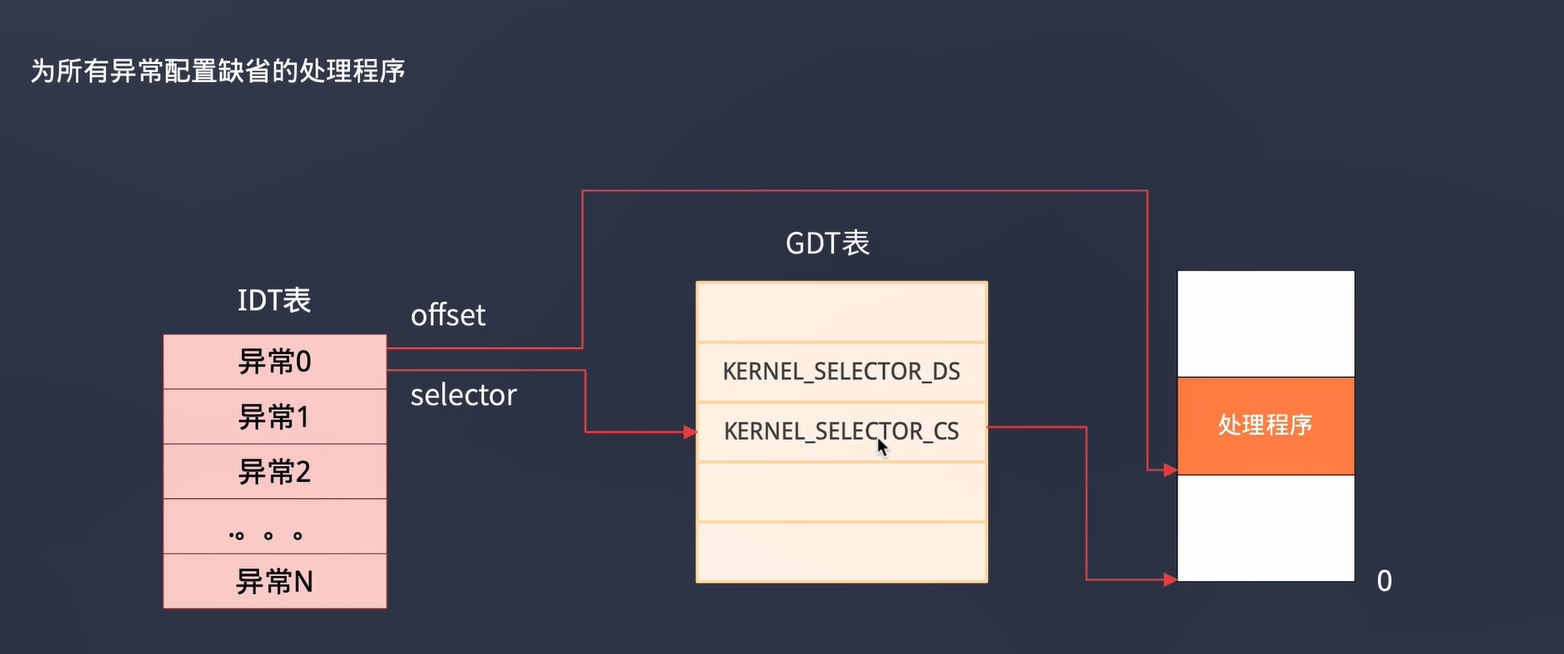 为所有异常配置缺省的处理程序
GDT表
IDT表
offset
selector
异常0
异常1
异常2
.。。。
异常N
KERNEL_SELECTOR_DS
KERNEL_SELECTOR_CS
处理程序
0